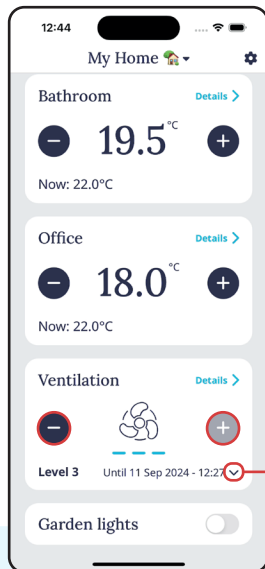 12:44
My Home
Bathroom Details
19.5 °C
Now: 22.0°C
Office Details
18.0 °C
Now: 22.0°C
Ventilation Details
Level 3 Until 11 Sep 2024 - 12:27
Garden lights